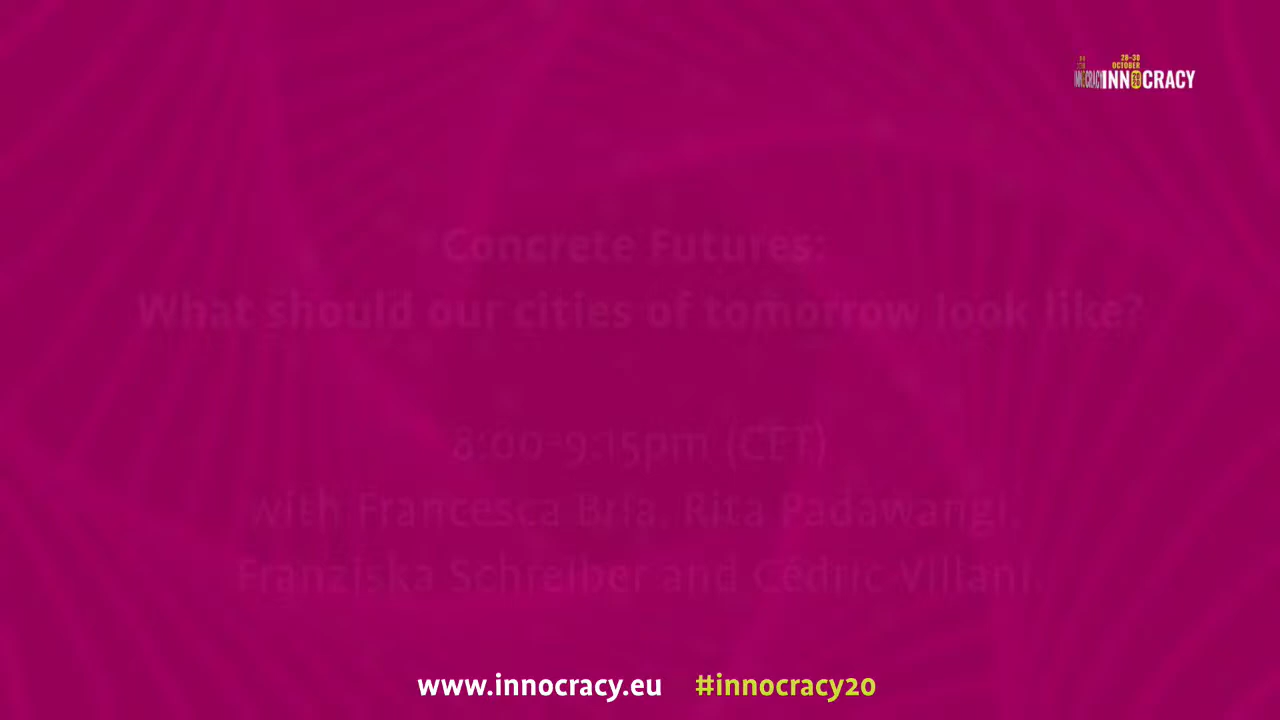 28–30
OCTOBER
INNOCRACY
Concrete Futures:
What should our cities of tomorrow look like?
8:00-9:15pm (CET)
with Francesca Bria, Rita Padawangi,
Franziska Schreiber and Cédric Villani
www.innocracy.eu #innocracy20